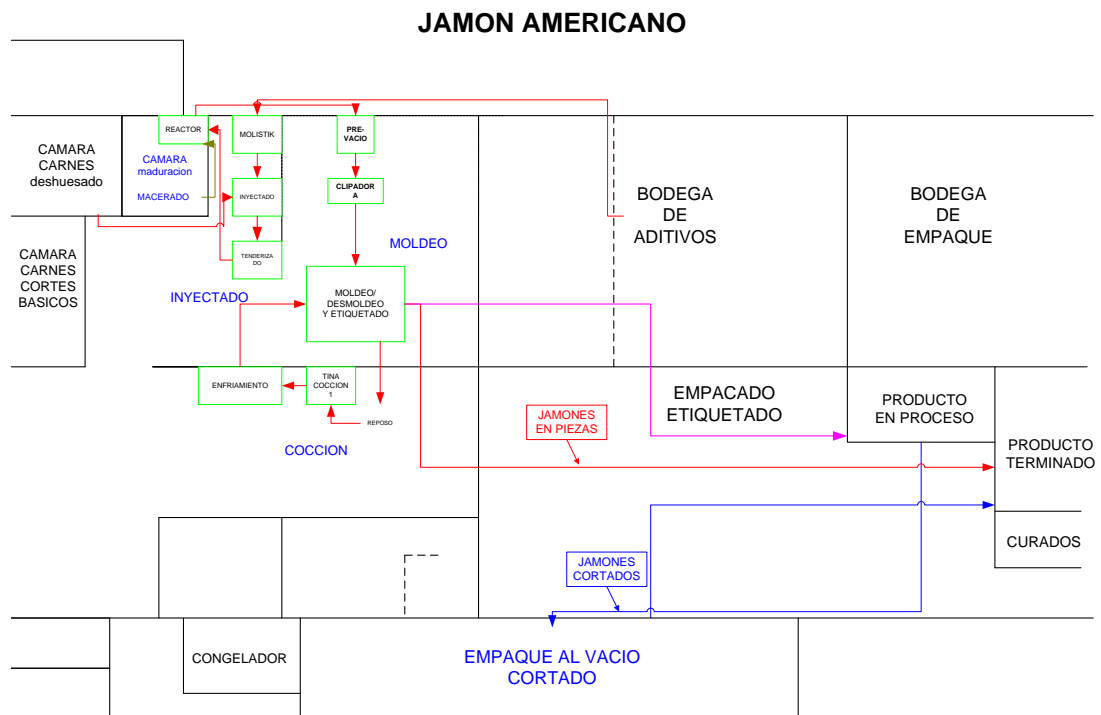 JAMON AMERICANO
REACTOR
MOLISTIK
PRE-
VACIO
CAMARA
CARNES
deshuesado
CAMARA
maduracion
MACERADO
INYECTADO
CLIPADOR
A
BODEGA
DE
ADITIVOS
BODEGA
DE
EMPAQUE
TENDERIZA
DO
MOLDEO
CAMARA
CARNES
CORTES
BASICOS
INYECTADO
MOLDEO/
DESMOLDEO
Y ETIQUETADO
ENFRIAMIENTO
TINA
COCCION
1
REPOSO
COCCION
EMPACADO
ETIQUETADO
PRODUCTO
EN PROCESO
JAMONES
EN PIEZAS
PRODUCTO
TERMINADO
CURADOS
JAMONES
CORTADOS
CONGELADOR
EMPAQUE AL VACIO
CORTADO